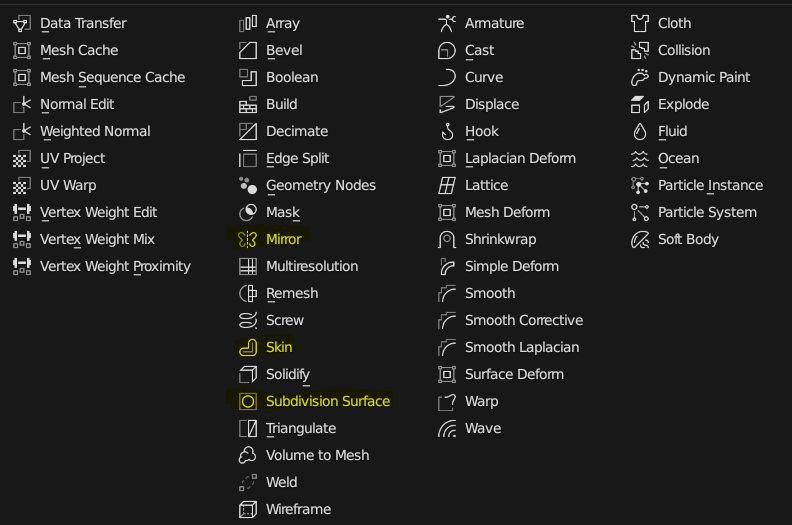 Data Transfer
Mesh Cache
Mesh Sequence Cache
Normal Edit
Weighted Normal
UV Project
UV Warp
Vertex Weight Edit
Vertex Weight Mix
Vertex Weight Proximity
Array
Bevel
Boolean
Build
Decimate
Edge Split
Geometry Nodes
Mask
Mirror
Multiresolution
Remesh
Screw
Skin
Solidify
Subdivision Surface
Triangulate
Volume to Mesh
Weld
Wireframe
Armature
Cast
Curve
Displace
Hook
Laplacian Deform
Lattice
Mesh Deform
Shrinkwrap
Simple Deform
Smooth
Smooth Corrective
Smooth Laplacian
Surface Deform
Warp
Wave
Cloth
Collision
Dynamic Paint
Explode
Fluid
Ocean
Particle Instance
Particle System
Soft Body